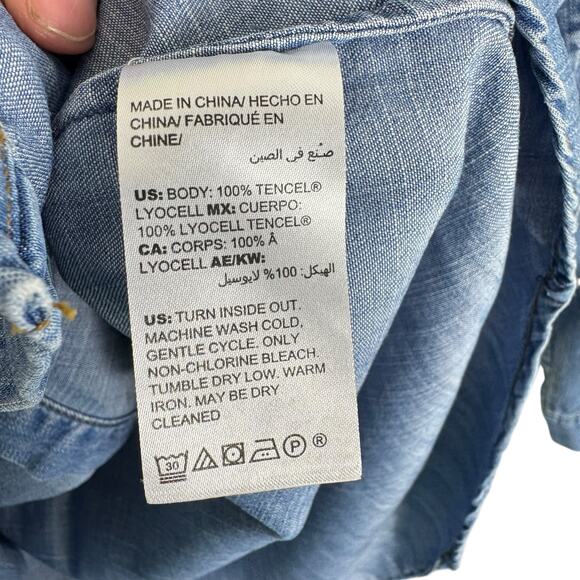 MADE IN CHINA/ HECHO EN
CHINA/ FABRIQUÉ EN
CHINE/
صنع في الصين
US: BODY: 100% TENCEL®
LYOCELL MX: CUERPO:
100% LYOCELL TENCEL®
CA: CORPS: 100% Â
LYOCELL AE/KW:
الهيكل: 100% لايوسيل
US: TURN INSIDE OUT.
MACHINE WASH COLD,
GENTLE CYCLE. ONLY
NON-CHLORINE BLEACH.
TUMBLE DRY LOW. WARM
IRON. MAY BE DRY
CLEANED
30 P ®